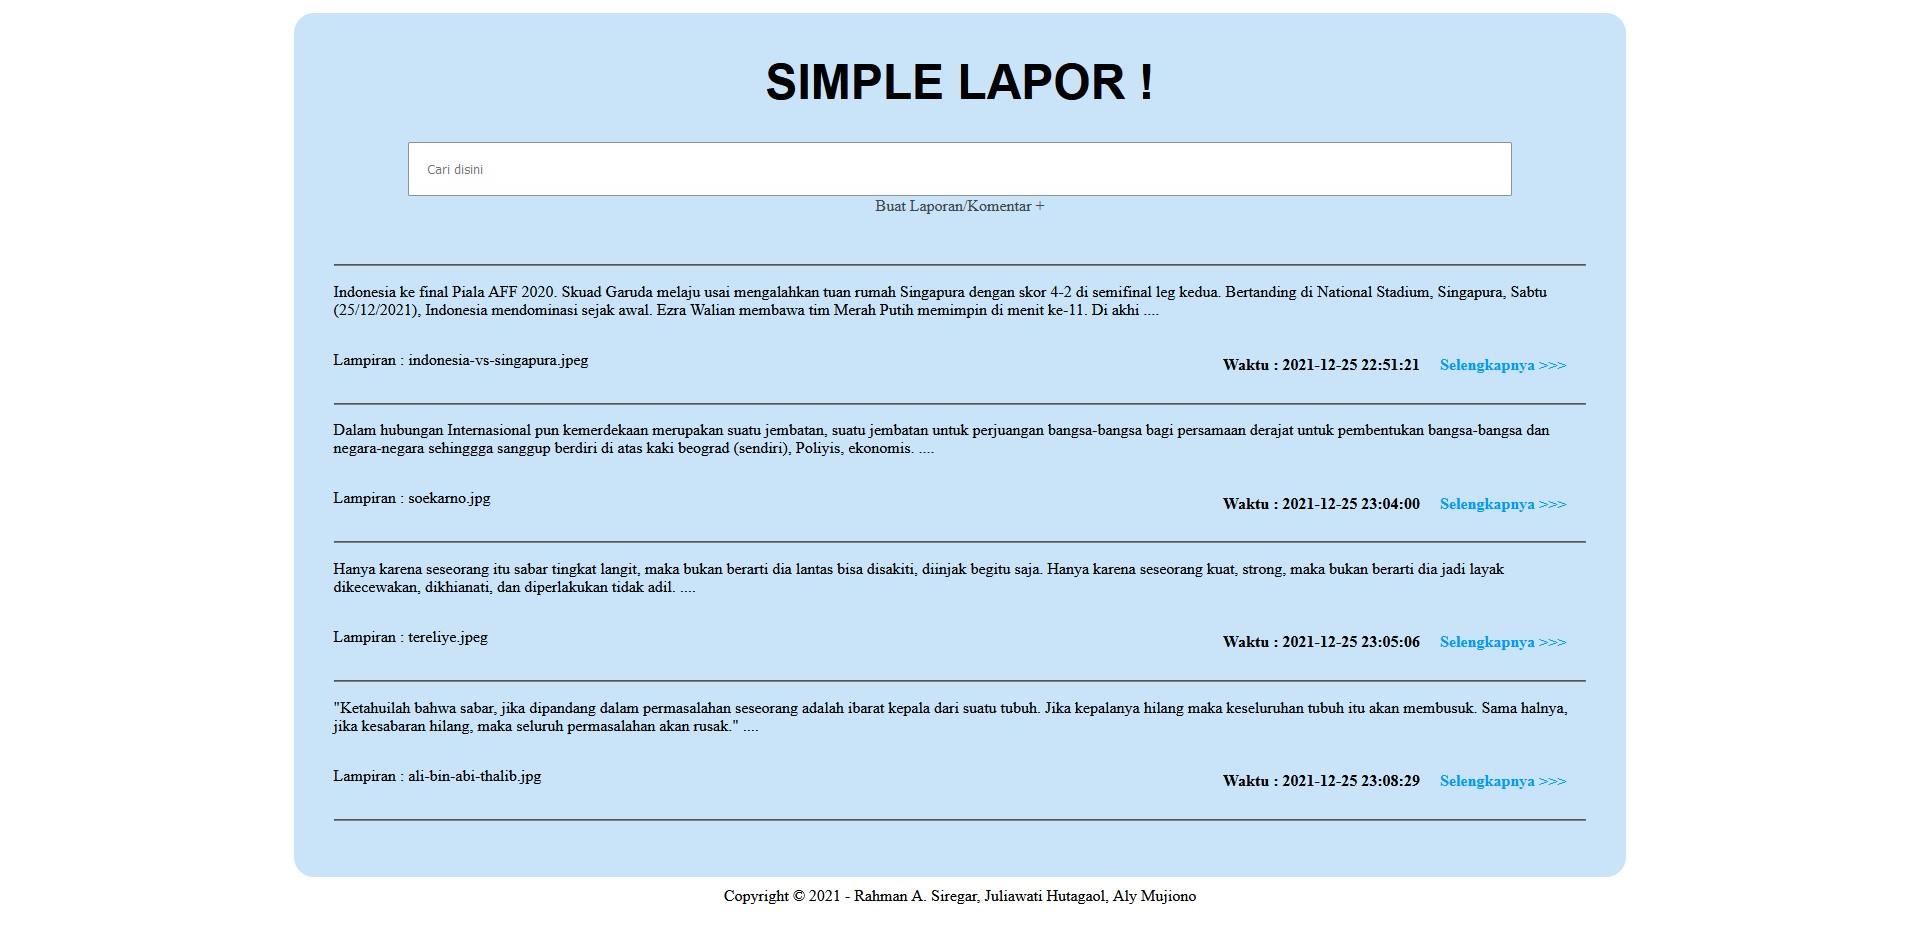 SIMPLE LAPOR !
Cari disini
Buat Laporan/Komentar +
Indonesia ke final Piala AFF 2020. Skuad Garuda melaju usai mengalahkan tuan rumah Singapura dengan skor 4-2 di semifinal leg kedua. Bertanding di National Stadium, Singapura, Sabtu
(25/12/2021), Indonesia mendominasi sejak awal. Ezra Walian membawa tim Merah Putih memimpin di menit ke-11. Di akhi ....
Lampiran : indonesia-vs-singapura.jpeg
Waktu : 2021-12-25 22:51:21 Selengkapnya >>>
Dalam hubungan Internasional pun kemerdekaan merupakan suatu jembatan, suatu jembatan untuk perjuangan bangsa-bangsa bagi persamaan derajat untuk pembentukan bangsa-bangsa dan
negara-negara sehinggga sanggup berdiri di atas kaki beograd (sendiri), Poliyis, ekonomis. ....
Lampiran : soekarno.jpg
Waktu : 2021-12-25 23:04:00 Selengkapnya >>>
Hanya karena seseorang itu sabar tingkat langit, maka bukan berarti dia lantas bisa disakiti, diinjak begitu saja. Hanya karena seseorang kuat, strong, maka bukan berarti dia jadi layak
dikecewakan, dikhianati, dan diperlakukan tidak adil. ....
Lampiran : tereliye.jpeg
Waktu : 2021-12-25 23:05:06 Selengkapnya >>>
"Ketahuilah bahwa sabar, jika dipandang dalam permasalahan seseorang adalah ibarat kepala dari suatu tubuh. Jika kepalanya hilang maka keseluruhan tubuh itu akan membusuk. Sama halnya,
jika kesabaran hilang, maka seluruh permasalahan akan rusak." ....
Lampiran : ali-bin-abi-thalib.jpg
Waktu : 2021-12-25 23:08:29 Selengkapnya >>>
Copyright © 2021 - Rahman A. Siregar, Juliawati Hutagaol, Aly Mujiono